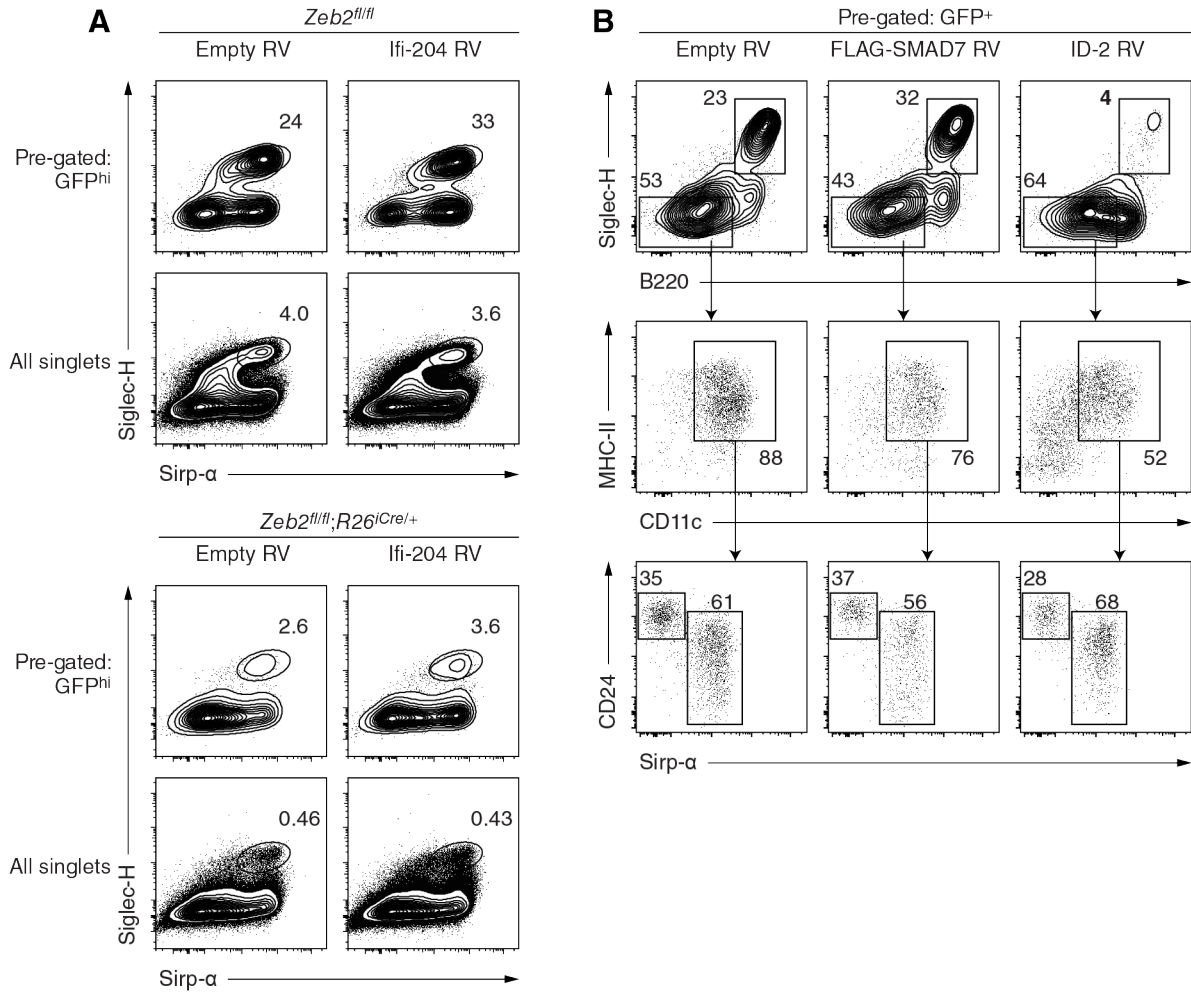 A
Zeb2fl/fl
Empty RV
Ifi-204 RV
Pre-gated:
GFPhi
24
33
All singlets
4.0
3.6
Siglec-H
Sirp-α
Zeb2fl/fl;R26iCre/+
Empty RV
Ifi-204 RV
Pre-gated:
GFPhi
2.6
3.6
All singlets
0.46
0.43
Siglec-H
Sirp-α
B
Pre-gated: GFP+
Empty RV
FLAG-SMAD7 RV
ID-2 RV
Siglec-H
23
53
32
43
4
64
B220
MHC-II
88
76
52
CD11c
CD24
35
61
37
56
28
68
Sirp-α